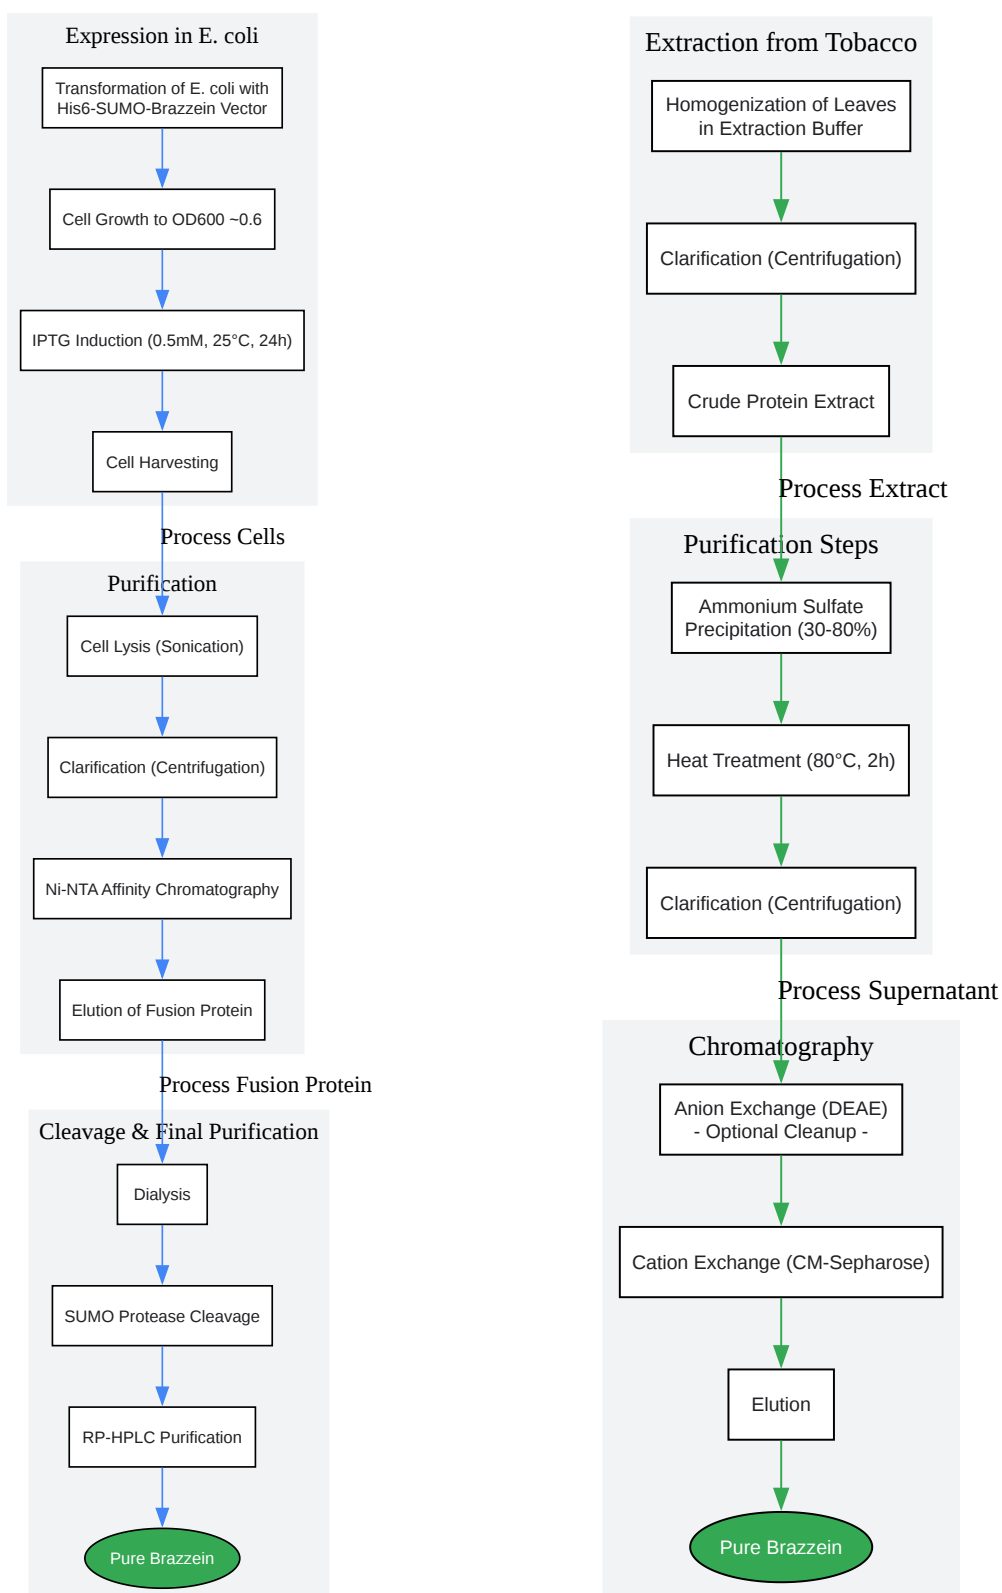 Expression in E. coli
Transformation of E. coli with
His6-SUMO-Brazzein Vector
Cell Growth to OD600 ~0.6
IPTG Induction (0.5mM, 25°C, 24h)
Cell Harvesting
Process Cells
Purification
Cell Lysis (Sonication)
Clarification (Centrifugation)
Ni-NTA Affinity Chromatography
Elution of Fusion Protein
Process Fusion Protein
Cleavage & Final Purification
Dialysis
SUMO Protease Cleavage
RP-HPLC Purification
Pure Brazzein
Extraction from Tobacco
Homogenization of Leaves
in Extraction Buffer
Clarification (Centrifugation)
Crude Protein Extract
Process Extract
Purification Steps
Ammonium Sulfate
Precipitation (30-80%)
Heat Treatment (80°C, 2h)
Clarification (Centrifugation)
Process Supernatant
Chromatography
Anion Exchange (DEAE)
- Optional Cleanup -
Cation Exchange (CM-Sepharose)
Elution
Pure Brazzein